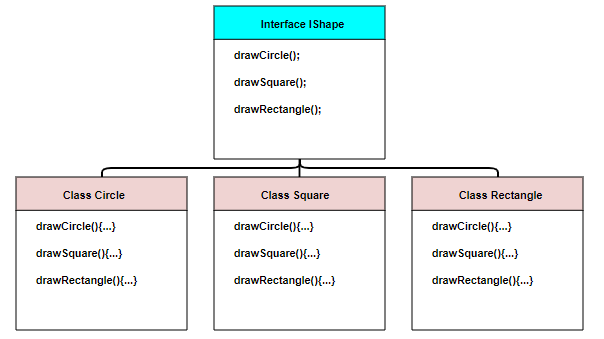 Interface IShape
drawCircle();
drawSquare();
drawRectangle();
Class Circle
drawCircle(){...}
drawSquare(){...}
drawRectangle(){...}
Class Square
drawCircle(){...}
drawSquare(){...}
drawRectangle(){...}
Class Rectangle
drawCircle(){...}
drawSquare(){...}
drawRectangle(){...}